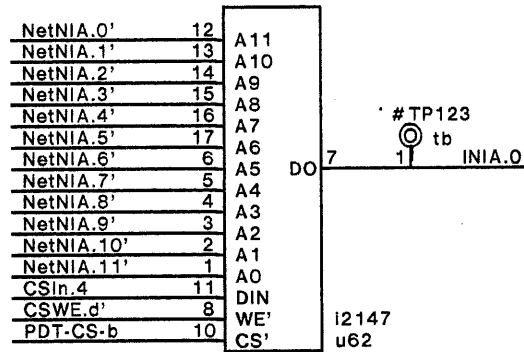 NetNIA.0' 12 A11
NetNIA.1' 13 A10
NetNIA.2' 14 A9
NetNIA.3' 15 A8
NetNIA.4' 16 A7
NetNIA.5' 17 A6
NetNIA.6' 6 A5
NetNIA.7' 5 A4
NetNIA.8' 4 A3
NetNIA.9' 3 A2
NetNIA.10' 2 A1
NetNIA.11' 1 A0
CSIn.4 11 DIN
CSWE.d' 8 WE'
PDT-CS-b 10 CS'
#TP123
tb
DO 7 1 INIA.0
i2147
u62